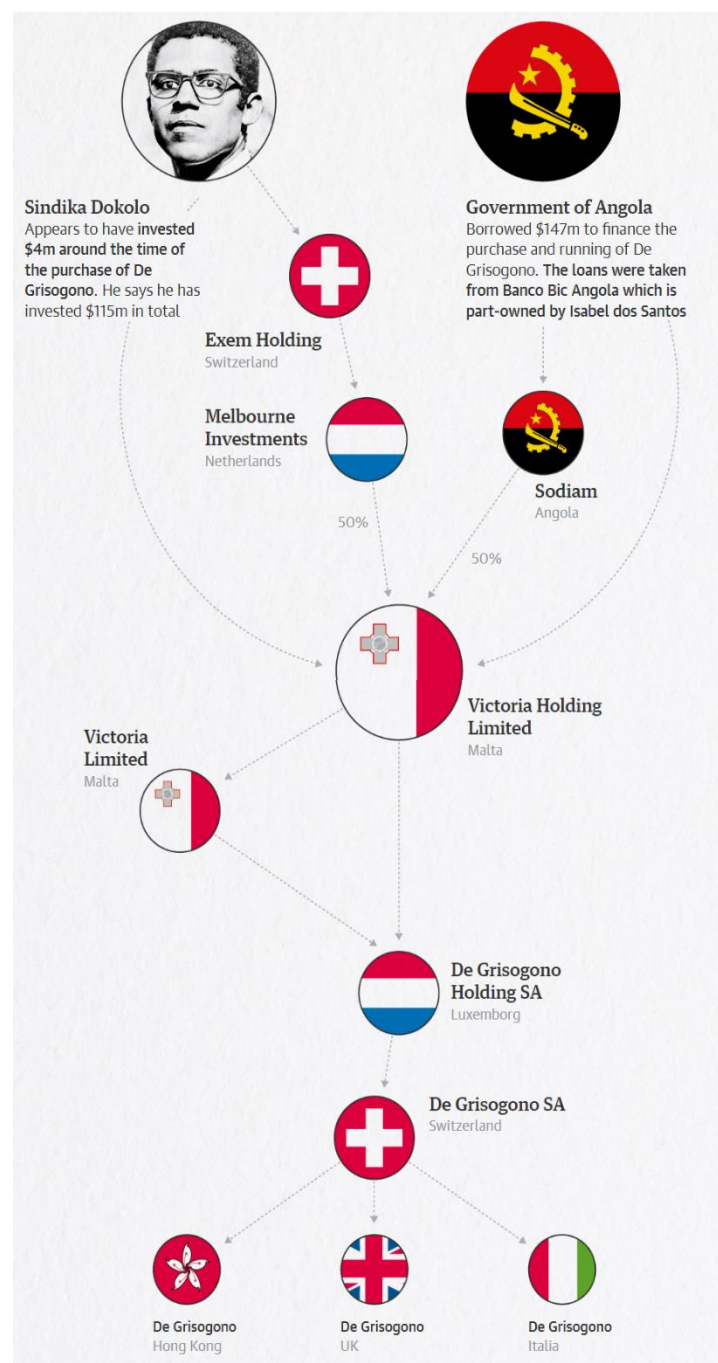 Sindika Dokolo
Appears to have invested
$4m around the time of
the purchase of De
Grisogono. He says he has
invested $115m in total
Government of Angola
Borrowed $147m to finance the
purchase and running of De
Grisogono. The loans were taken
from Banco Bic Angola which is
part-owned by Isabel dos Santos
Exem Holding
Switzerland
Melbourne
Investments
Netherlands
Sodiam
Angola
50%
50%
Victoria Holding
Limited
Malta
Victoria
Limited
Malta
De Grisogono
Holding SA
Luxemborg
De Grisogono SA
Switzerland
De Grisogono
Hong Kong
De Grisogono
UK
De Grisogono
Italia